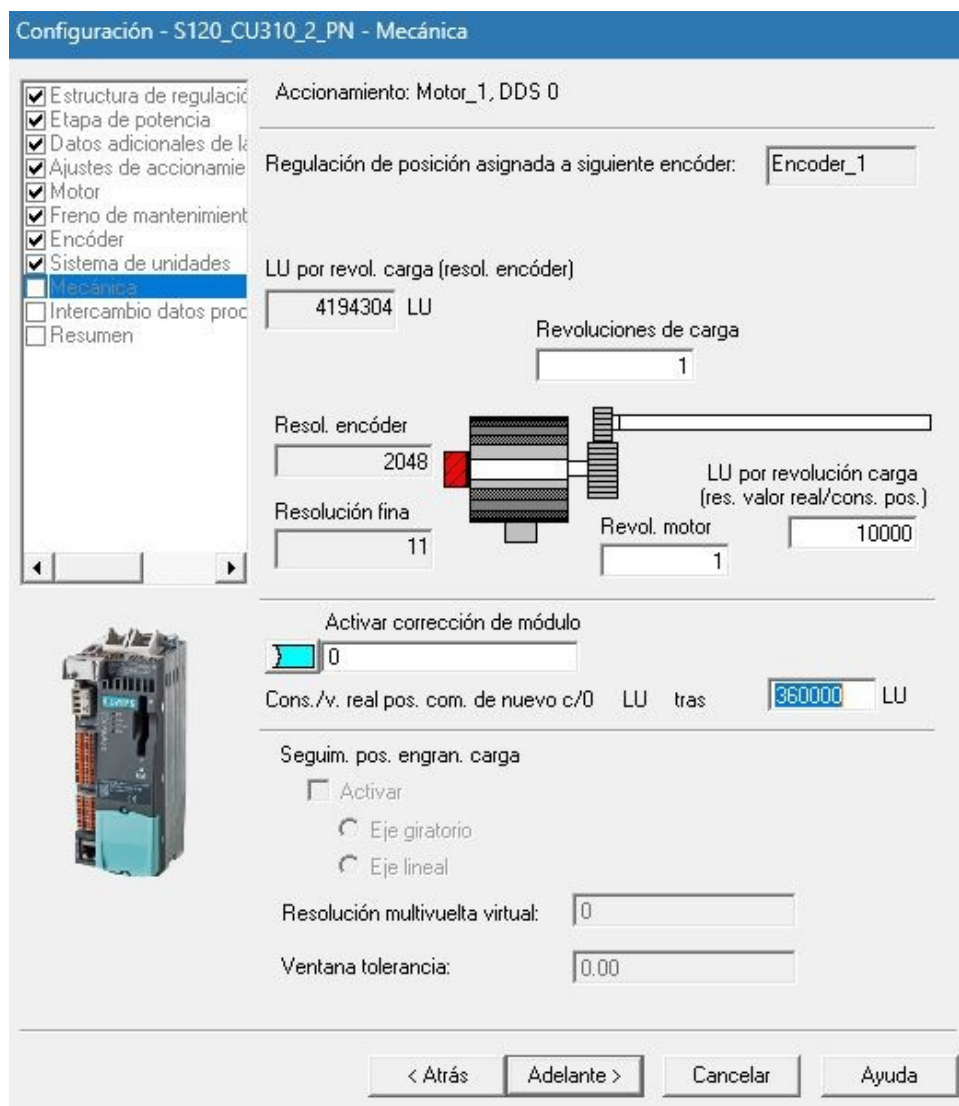 Configuración - S120_CU310_2_PN - Mecánica
Estructura de regulació
Etapa de potencia
Datos adicionales de la
Ajustes de accionamie
Motor
Freno de mantenimient
Encóder
Sistema de unidades
Mecánica
Intercambio datos proc
Resumen
Accionamiento: Motor_1, DDS 0
Regulación de posición asignada a siguiente encóder: Encoder_1
LU por revol. carga (resol. encóder)
4194304 LU
Revoluciones de carga
1
Resol. encóder
2048
Resolución fina
11
LU por revolución carga
(res. valor real/cons. pos.)
10000
Revol. motor
1
Activar corrección de módulo
0
Cons./v. real pos. com. de nuevo c/0 LU tras 360000 LU
Seguim. pos. engran. carga
Activar
Eje giratorio
Eje lineal
Resolución multivuelta virtual: 0
Ventana tolerancia: 0.00
SIEMENS
< Atrás Adelante > Cancelar Ayuda